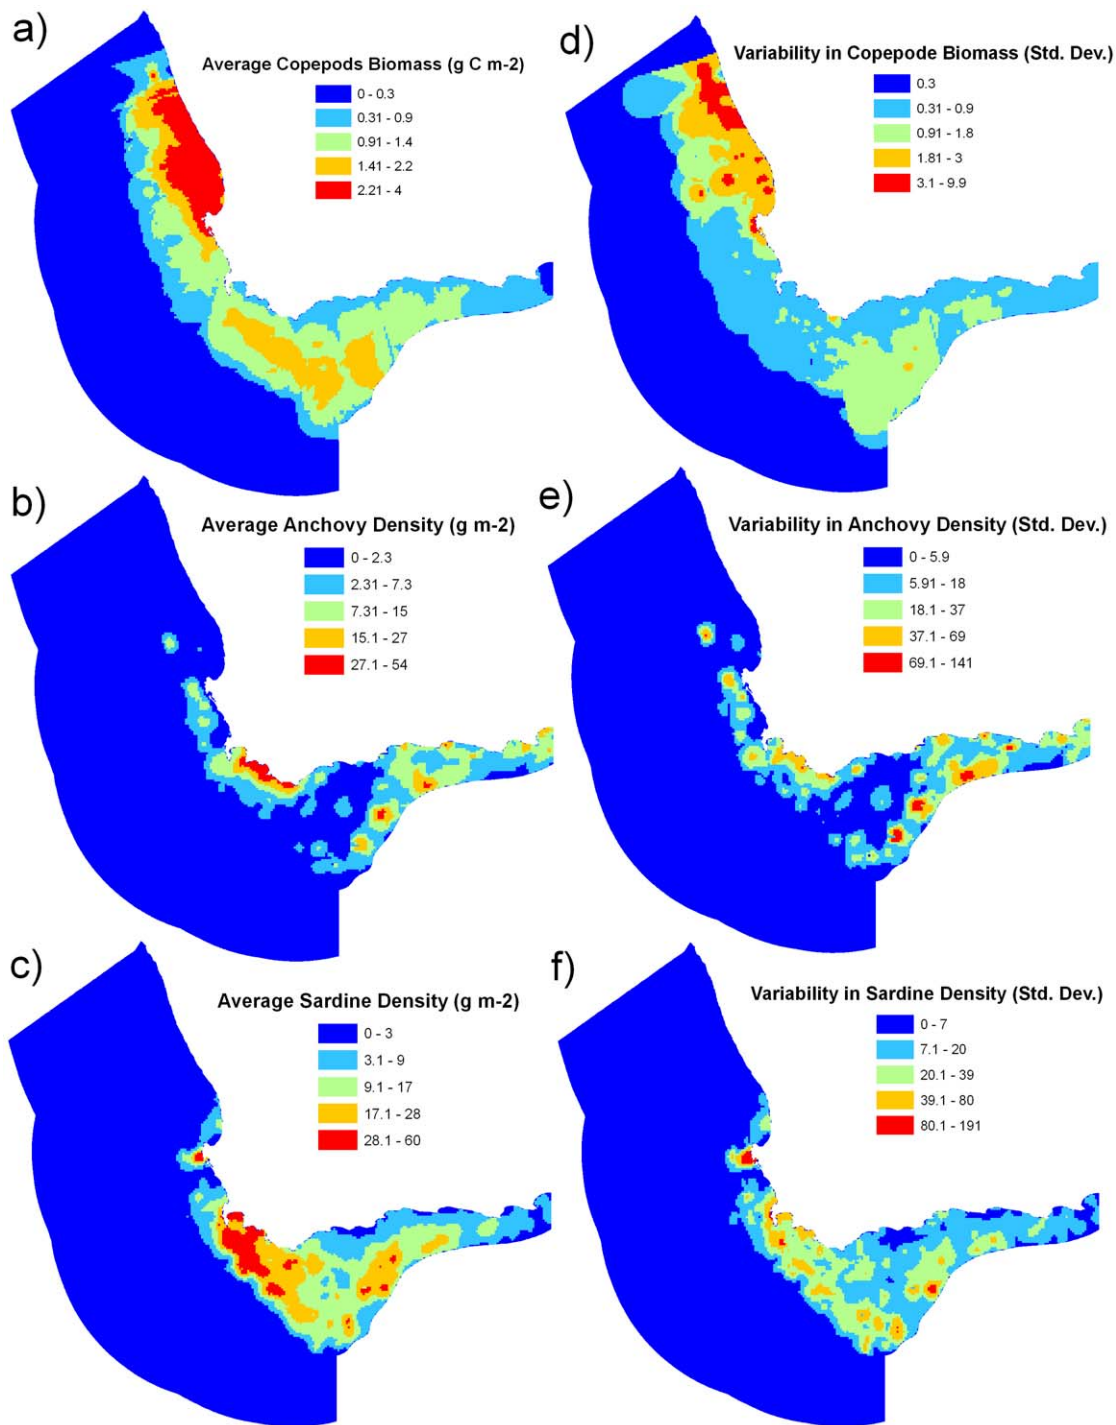 a)
Average Copepods Biomass (g C m-2)
0 - 0.3
0.31 - 0.9
0.91 - 1.4
1.41 - 2.2
2.21 - 4
d)
Variability in Copepode Biomass (Std. Dev.)
0.3
0.31 - 0.9
0.91 - 1.8
1.81 - 3
3.1 - 9.9
b)
Average Anchovy Density (g m-2)
0 - 2.3
2.31 - 7.3
7.31 - 15
15.1 - 27
27.1 - 54
e)
Variability in Anchovy Density (Std. Dev.)
0 - 5.9
5.91 - 18
18.1 - 37
37.1 - 69
69.1 - 141
c)
Average Sardine Density (g m-2)
0 - 3
3.1 - 9
9.1 - 17
17.1 - 28
28.1 - 60
f)
Variability in Sardine Density (Std. Dev.)
0 - 7
7.1 - 20
20.1 - 39
39.1 - 80
80.1 - 191